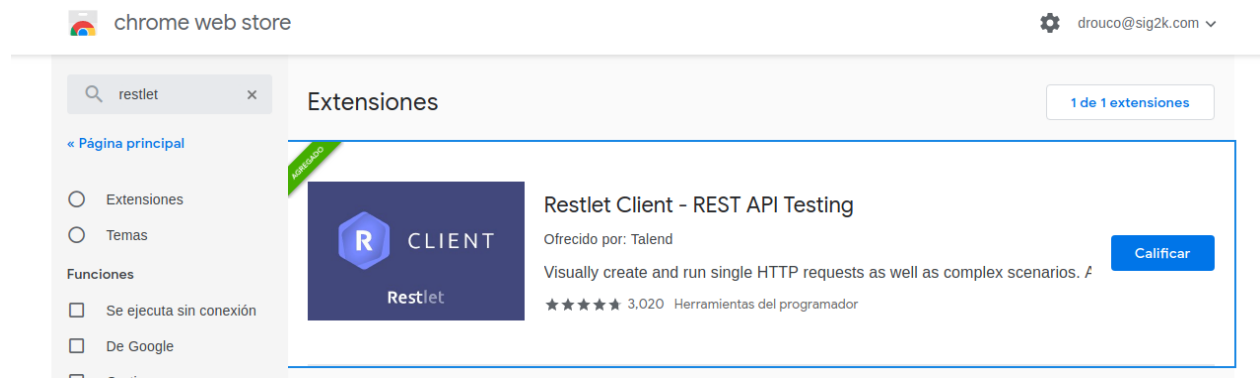 chrome web store
drouco@sig2k.com
restlet
×
« Página principal
Extensiones
Temas
Funciones
Se ejecuta sin conexión
De Google
Extensiones
1 de 1 extensiones
AGREGADO
R CLIENT
Restlet
Restlet Client - REST API Testing
Ofrecido por: Talend
Visually create and run single HTTP requests as well as complex scenarios.
3,020 Herramientas del programador
Calificar